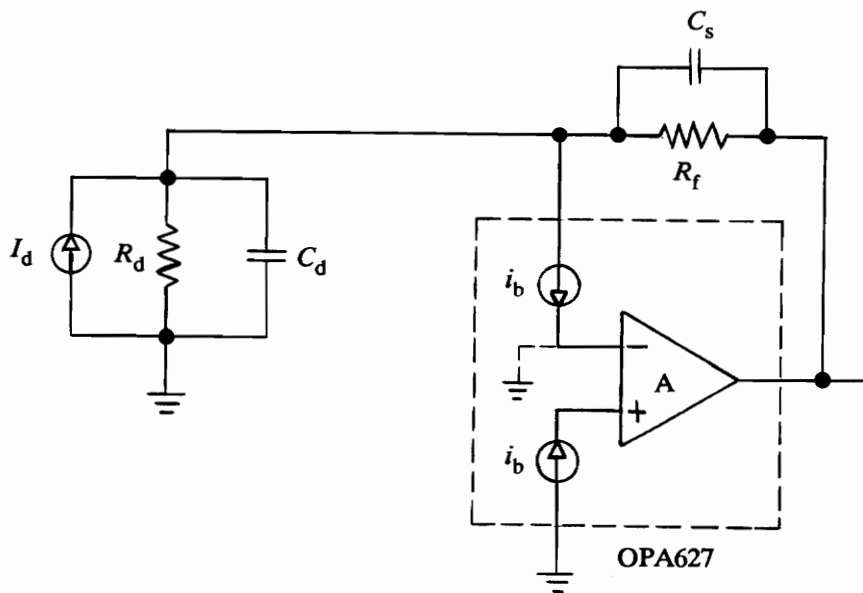 C_s
R_f
I_d
R_d
C_d
i_b
−
A
+
i_b
OPA627